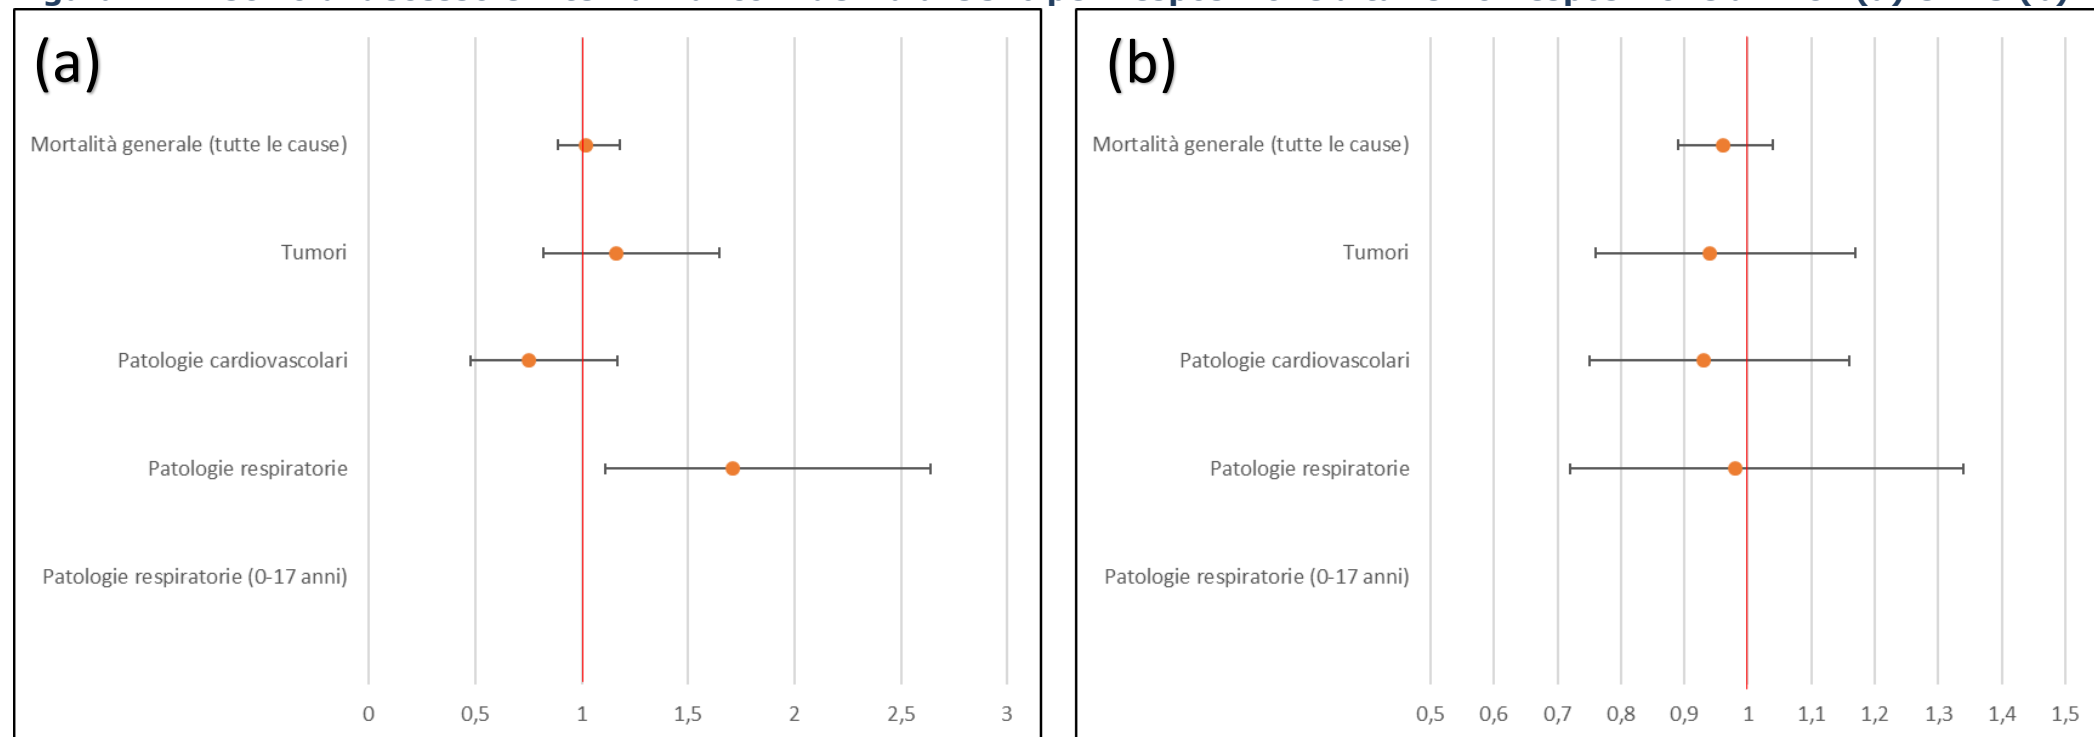 (a)
Mortalità generale (tutte le cause)
Tumori
Patologie cardiovascolari
Patologie respiratorie
Patologie respiratorie (0-17 anni)
0 0,5 1 1,5 2 2,5 3
(b)
Mortalità generale (tutte le cause)
Tumori
Patologie cardiovascolari
Patologie respiratorie
Patologie respiratorie (0-17 anni)
0,5 0,6 0,7 0,8 0,9 1 1,1 1,2 1,3 1,4 1,5